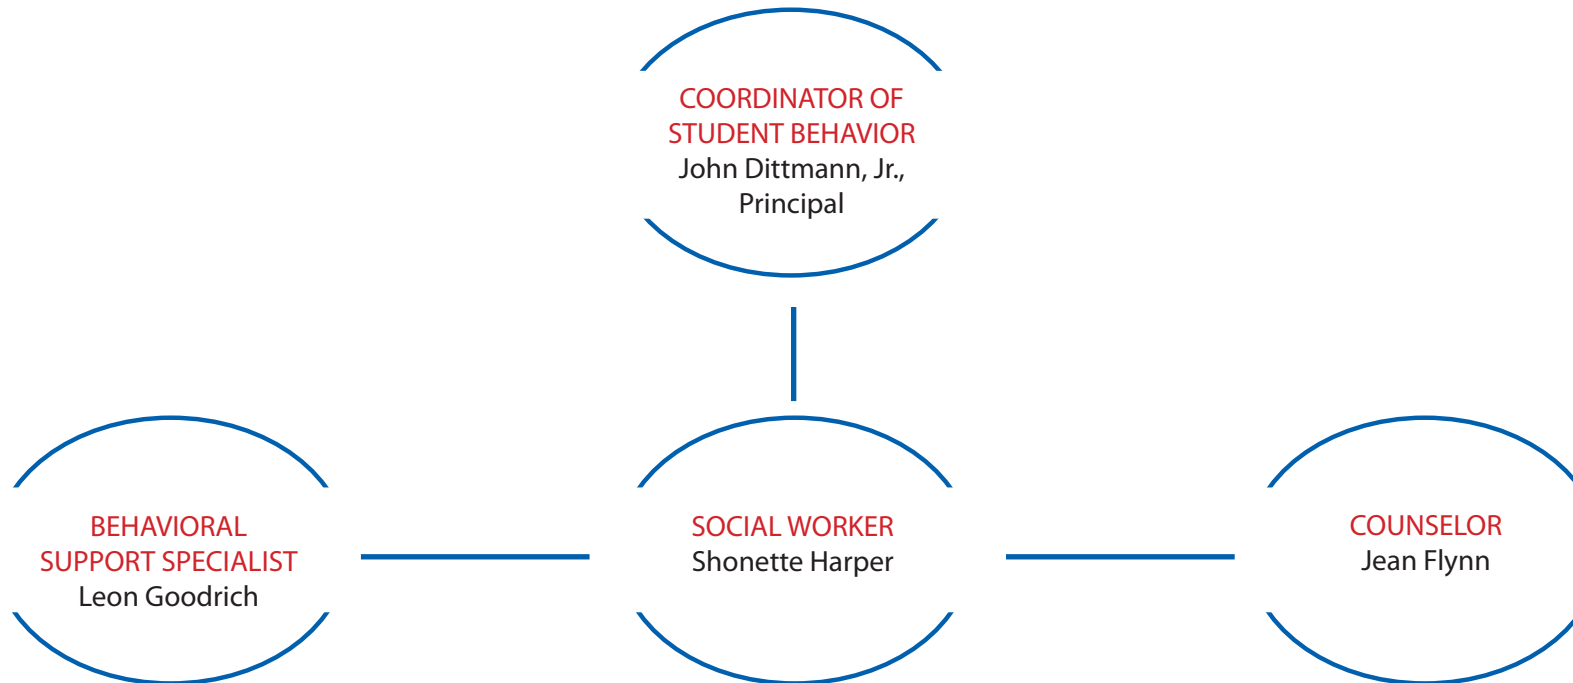 COORDINATOR OF
STUDENT BEHAVIOR
John Dittmann, Jr.,
Principal
BEHAVIORAL
SUPPORT SPECIALIST
Leon Goodrich
SOCIAL WORKER
Shonette Harper
COUNSELOR
Jean Flynn